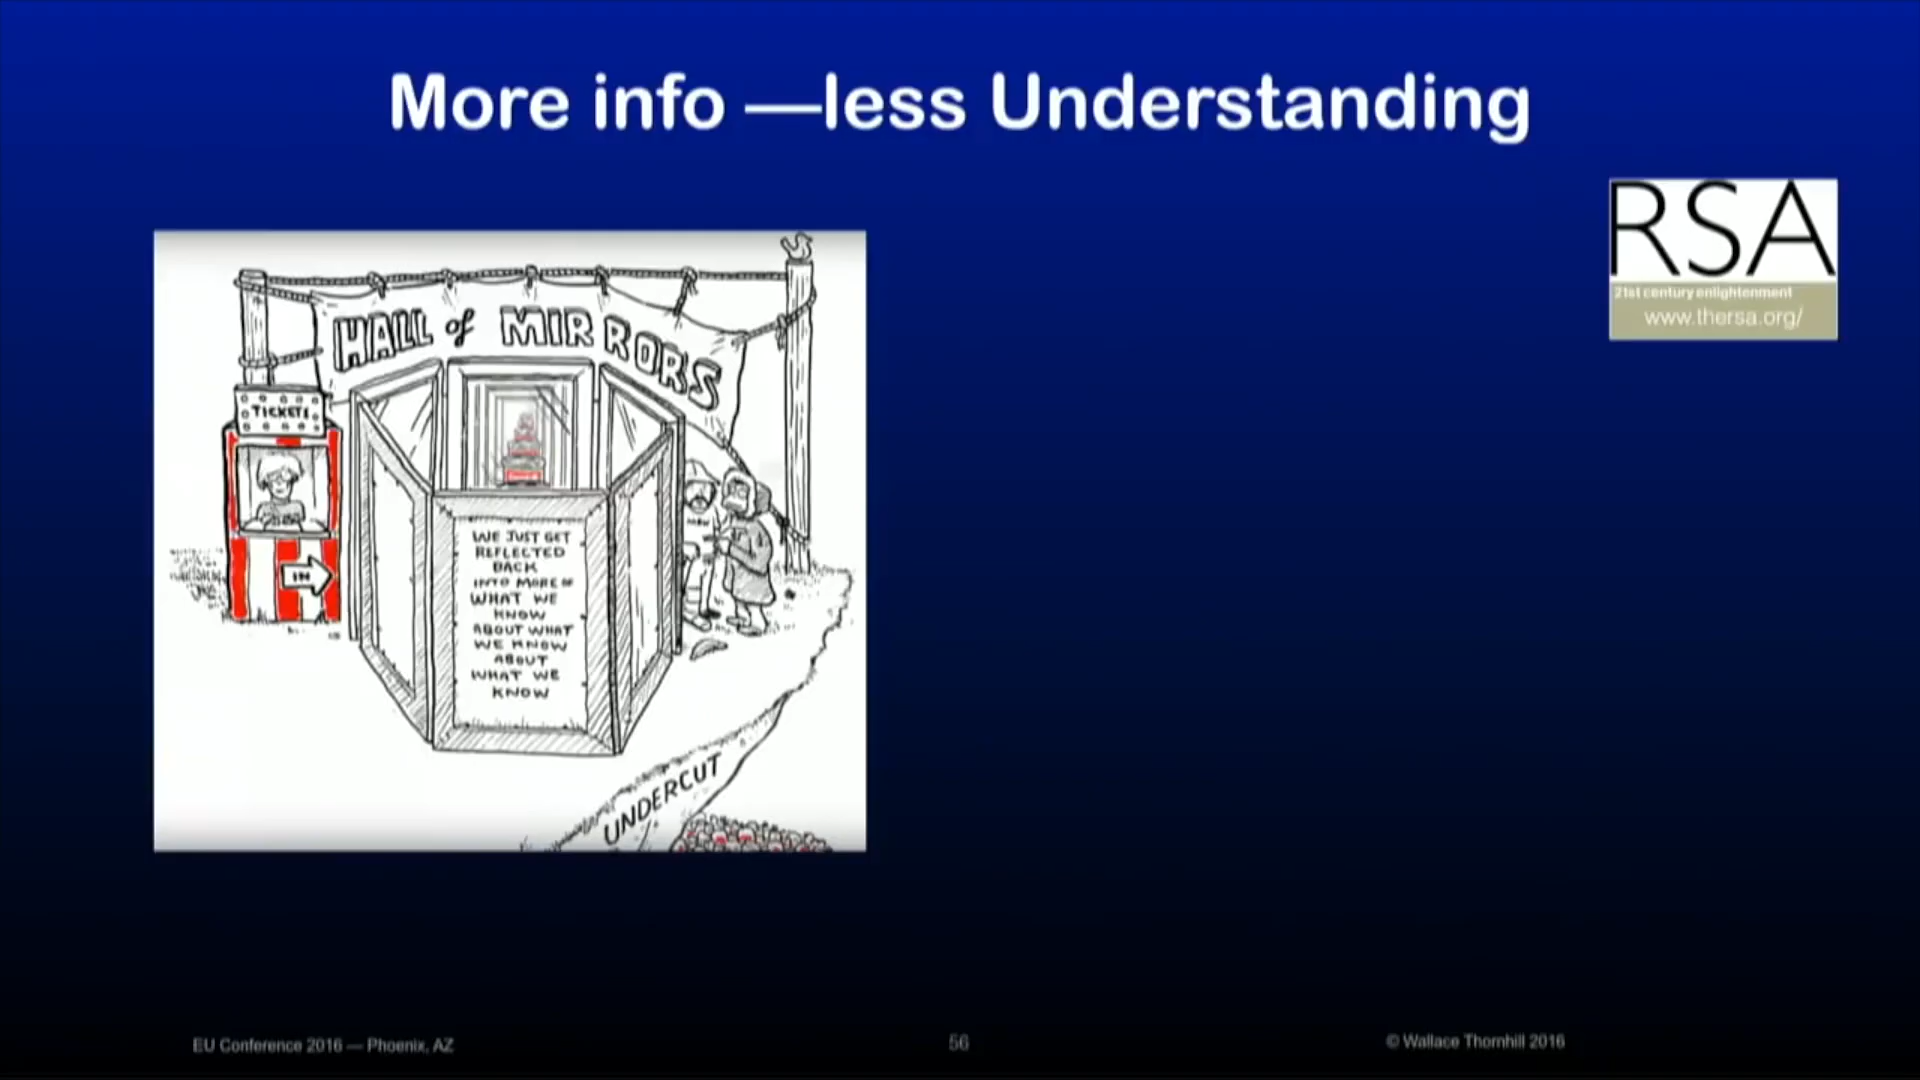 More info —less Understanding
RSA
21st century enlightenment
www.thersa.org/
HALL of MIRRORS
TICKETS
IN
WE JUST GET
REFLECTED
BACK
INTO MORE OF
WHAT WE
KNOW
ABOUT WHAT
WE KNOW
ABOUT
WHAT WE
KNOW
UNDERCUT
EU Conference 2016 — Phoenix, AZ
56
© Wallace Thornhill 2016